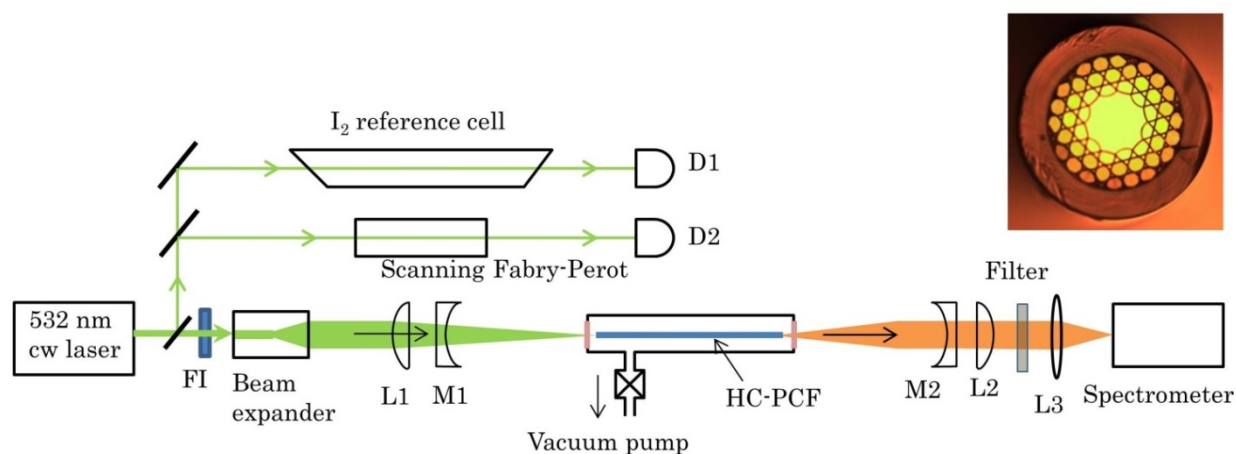 I₂ reference cell
D1
D2
Scanning Fabry-Perot
Filter
532 nm
cw laser
FI
Beam
expander
L1
M1
HC-PCF
M2
L2
L3
Spectrometer
Vacuum pump